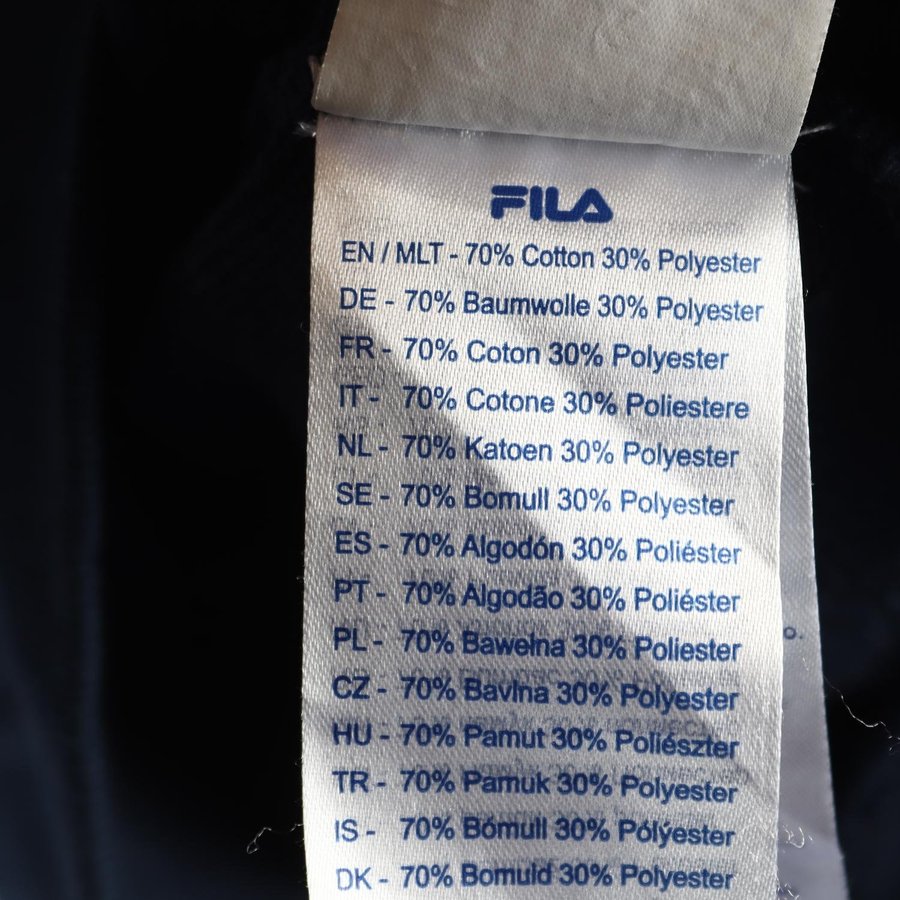 FILA
EN / MLT - 70% Cotton 30% Polyester
DE - 70% Baumwolle 30% Polyester
FR - 70% Coton 30% Polyester
IT - 70% Cotone 30% Poliestere
NL - 70% Katoen 30% Polyester
SE - 70% Bomull 30% Polyester
ES - 70% Algodón 30% Poliéster
PT - 70% Algodão 30% Poliéster
PL - 70% Bawełna 30% Poliester
CZ - 70% Bavlna 30% Polyester
HU - 70% Pamut 30% Poliészter
TR - 70% Pamuk 30% Polyester
IS - 70% Bómull 30% Pólýester
DK - 70% Bomuld 30% Polyester